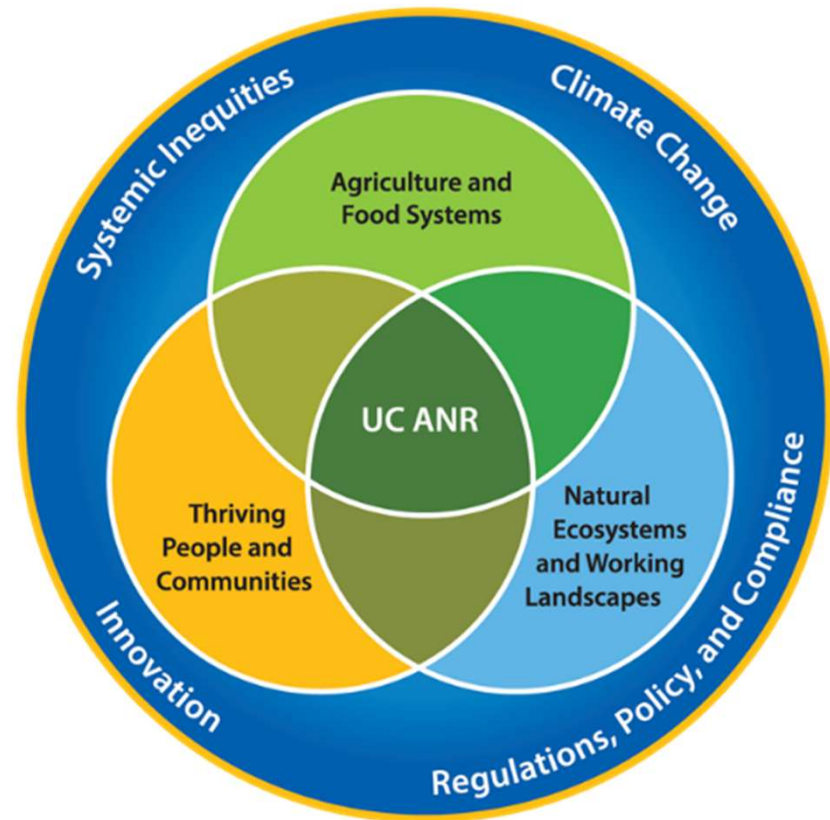 Systemic Inequities
Climate Change
Agriculture and
Food Systems
UC ANR
Thriving
People and
Communities
Natural
Ecosystems
and Working
Landscapes
Innovation
Regulations, Policy, and Compliance